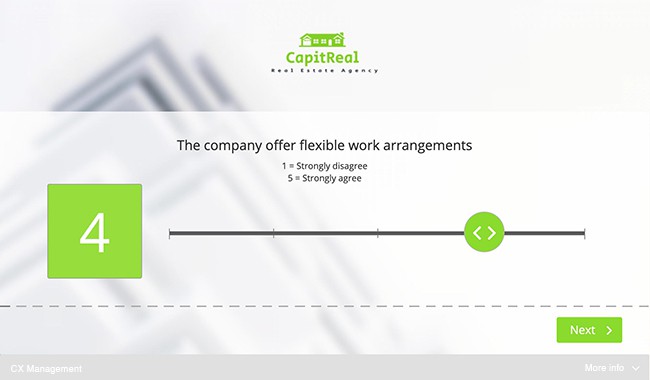 CapitReal
Real Estate Agency
The company offer flexible work arrangements
1 = Strongly disagree
5 = Strongly agree
4
Next
CX Management
More info